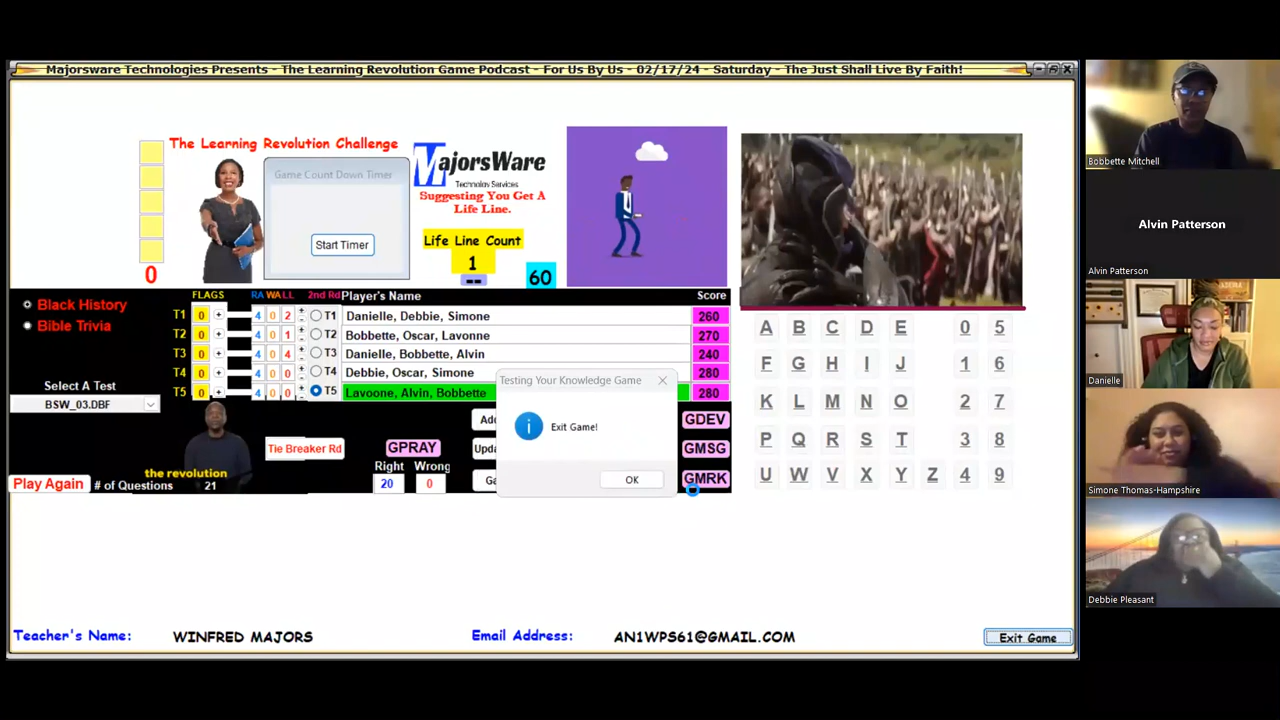 Majorsware Technologies Presents - The Learning Revolution Game Podcast - For Us By Us - 02/17/24 - Saturday - The Just Shall Live By Faith!
The Learning Revolution Challenge
Game Count Down Timer
Start Timer
0
MajorsWare
Technology Services
Suggesting You Get A
Life Line.
Life Line Count
1
--
60
Black History
Bible Trivia
FLAGS RA WA LL 2nd Rd Player's Name Score
T1 0 + 4 0 2 T1 Danielle, Debbie, Simone 260
T2 0 + 4 0 1 T2 Bobbette, Oscar, Lavonne 270
T3 0 + 4 0 4 T3 Danielle, Bobbette, Alvin 240
T4 0 + 4 0 1 T4 Debbie, Oscar, Simone 280
T5 0 + 4 0 0 T5 Lavoone, Alvin, Bobbette 280
Select A Test
BSW_03.DBF
the revolution
Play Again # of Questions 21
Tie Breaker Rd
GPRAY
Right Wrong
20 0
Testing Your Knowledge Game
Exit Game!
OK
GDEV
GMSG
GMRK
A B C D E 0 5
F G H I J 1 6
K L M N O 2 7
P Q R S T 3 8
U W V X Y Z 4 9
Teacher's Name: WINFRED MAJORS Email Address: AN1WPS61@GMAIL.COM
Exit Game
Bobbette Mitchell
Alvin Patterson
Alvin Patterson
Danielle
Simone Thomas-Hampshire
Debbie Pleasant